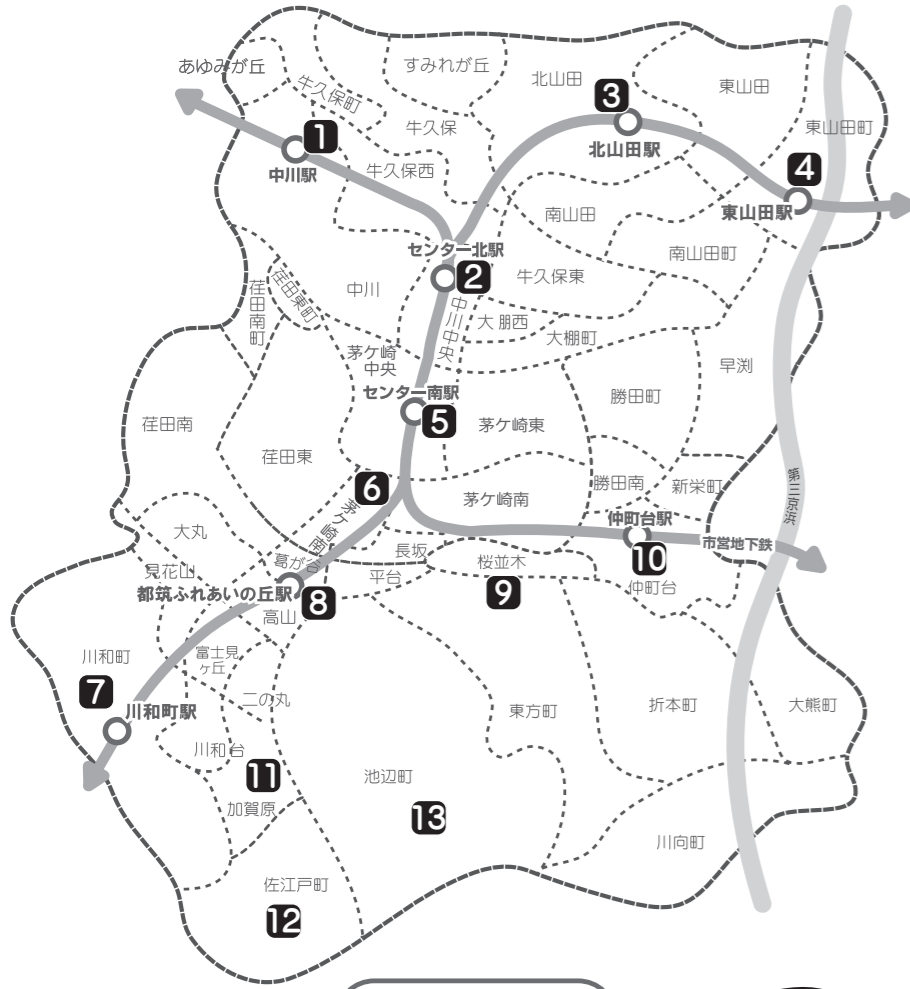 あゆみが丘
すみれが丘
北山田
東山田
牛久保町
3
1
牛久保
東山田町
中川駅
牛久保西
北山田駅
4
東山田駅
南山田
センター北駅
南山田町
2
牛久保東
荏田東町
荏田南町
中川
中川中央
大棚西
大棚町
茅ケ崎
中央
早渕
センター南駅
5
勝田町
荏田南
茅ケ崎東
荏田東
6
茅ケ崎南
勝田南
新栄町
第三京浜
茅ケ崎南
大丸
仲町台駅
10
市営地下鉄
長坂
桜並木
9
見花山
葛が谷
平台
仲町台
都筑ふれあいの丘駅
8
高山
川和町
富士見
ヶ丘
7
二の丸
川和町駅
東方町
折本町
大熊町
川和台
11
池辺町
加賀原
13
川向町
佐江戸町
12